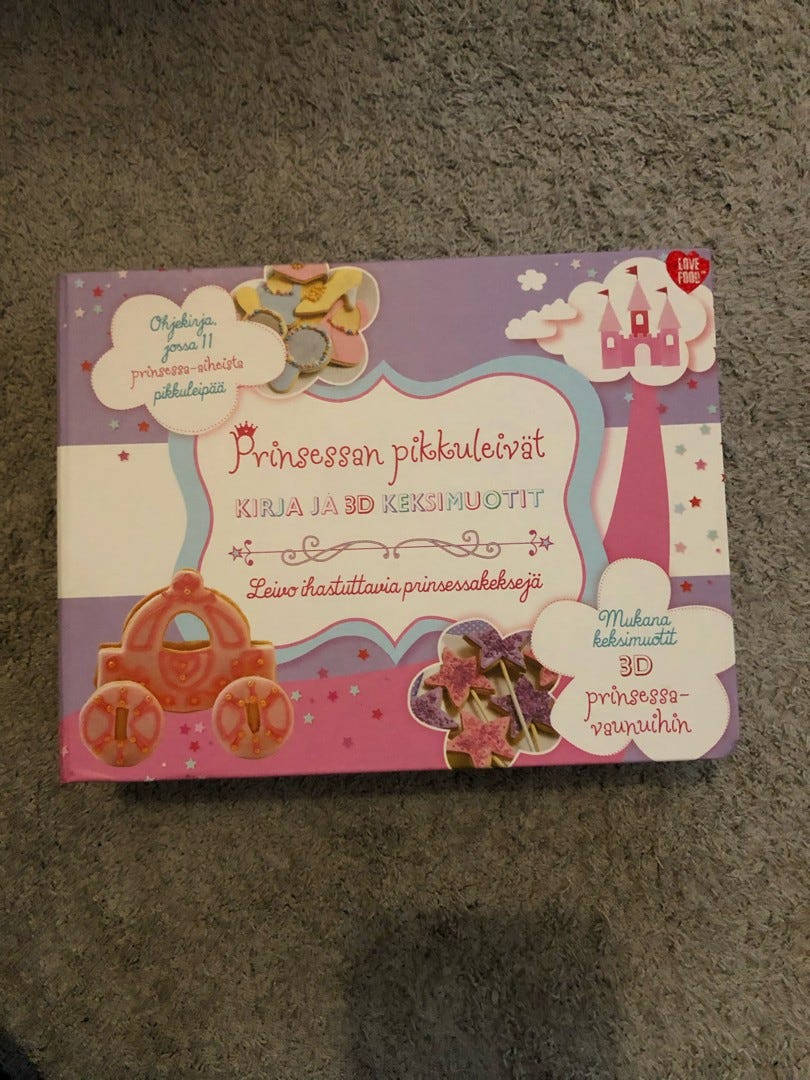 LOVE
FOOD™
Ohjekirja,
jossa 11
prinsessa-aiheista
pikkuleipää
Prinsessan pikkuleivät
KIRJA JA 3D KEKSIMUOTIT
Leivo ihastuttavia prinsessakeksejä
Mukana
keksimuotit
3D
prinsessa-
vaunuihin